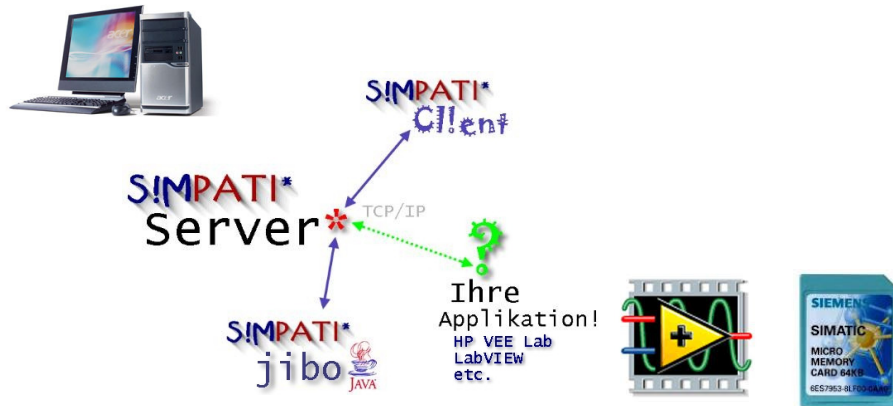 S!MPATI*
Cl!ent
S!MPATI*
Server*
TCP/IP
?
Ihre
Applikation!
HP VEE Lab
LabVIEW
etc.
S!MPATI*
jibo
JAVA
SIEMENS
SIMATIC
MICRO
MEMORY
CARD 64KB